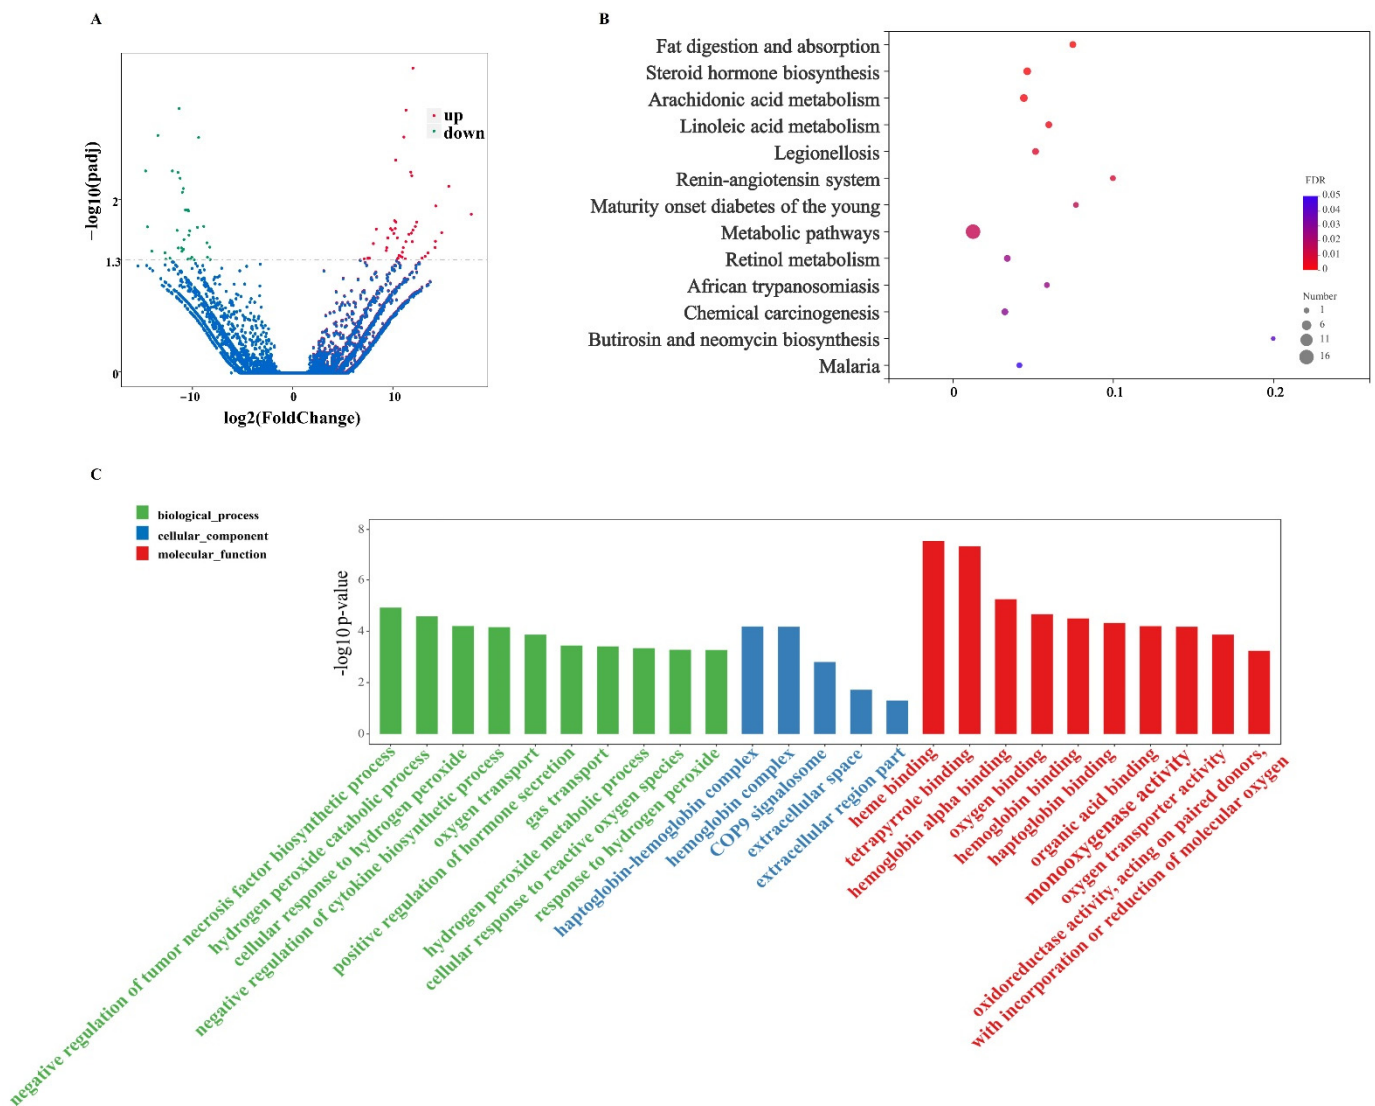 A
up
down
−log10(padj)
2
1.3
0
−10
0
10
log2(FoldChange)
B
Fat digestion and absorption
Steroid hormone biosynthesis
Arachidonic acid metabolism
Linoleic acid metabolism
Legionellosis
Renin-angiotensin system
Maturity onset diabetes of the young
Metabolic pathways
Retinol metabolism
African trypanosomiasis
Chemical carcinogenesis
Butirosin and neomycin biosynthesis
Malaria
0
0.1
0.2
FDR
0.05
0.04
0.03
0.02
0.01
0
Number
1
6
11
16
C
biological_process
cellular_component
molecular_function
-log10 p-value
8
6
4
2
0
negative regulation of tumor necrosis factor biosynthetic process
hydrogen peroxide catabolic process
cellular response to hydrogen peroxide
negative regulation of cytokine biosynthetic process
oxygen transport
positive regulation of hormone secretion
gas transport
hydrogen peroxide metabolic process
cellular response to reactive oxygen species
response to hydrogen peroxide
haptoglobin-hemoglobin complex
hemoglobin complex
COP9 signalosome
extracellular space
extracellular region part
heme binding
tetrapyrrole binding
hemoglobin alpha binding
oxygen binding
hemoglobin binding
haptoglobin binding
organic acid binding
monooxygenase activity
oxygen transporter activity
oxidoreductase activity, acting on paired donors,
with incorporation or reduction of molecular oxygen